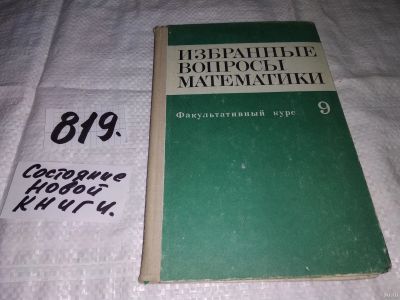 ИЗБРАННЫЕ
ВОПРОСЫ
МАТЕМАТИКИ
Факультативный курс 9
819.
Состояние
новой
книги.